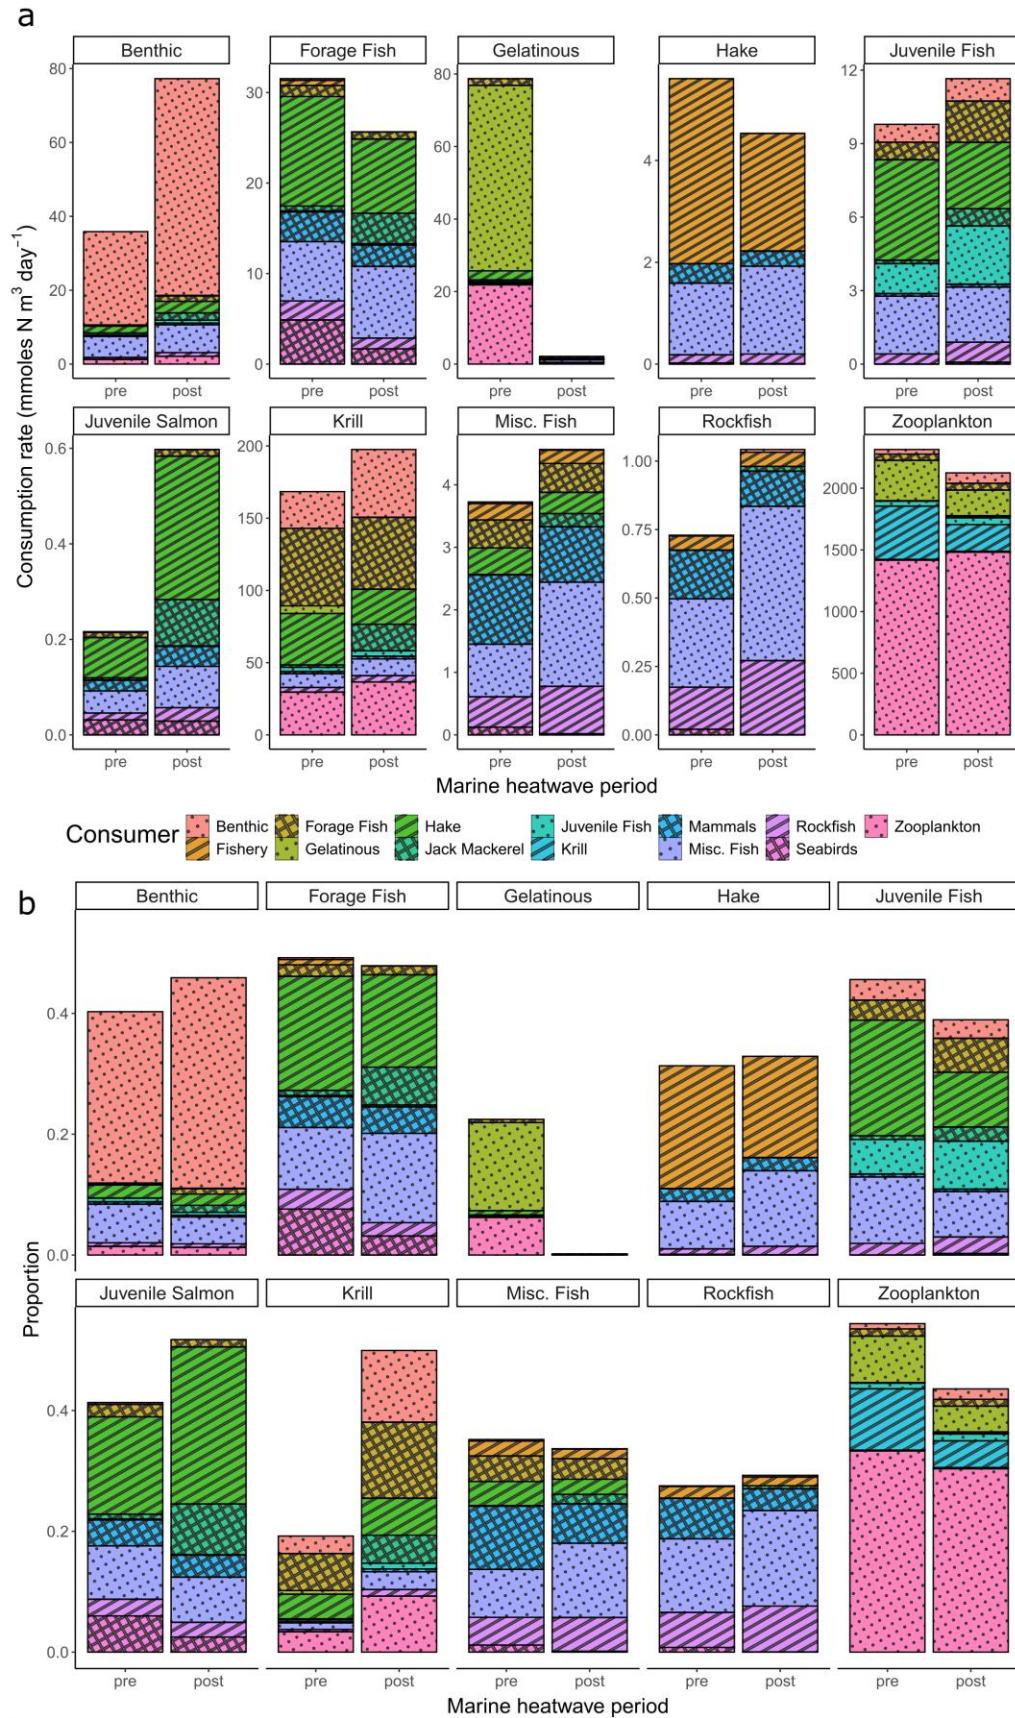 a
Benthic Forage Fish Gelatinous Hake Juvenile Fish
80 60 40 20 0
30 20 10 0
80 60 40 20 0
4 2 0
12 9 6 3 0
pre post pre post pre post pre post pre post
Juvenile Salmon Krill Misc. Fish Rockfish Zooplankton
0.6 0.4 0.2 0.0
200 150 100 50 0
4 3 2 1 0
1.00 0.75 0.50 0.25 0.00
2000 1500 1000 500 0
pre post pre post pre post pre post pre post
Consumption rate (mmoles N m³ day⁻¹)
Marine heatwave period
Consumer
Benthic Forage Fish Hake Juvenile Fish Mammals Rockfish Zooplankton
Fishery Gelatinous Jack Mackerel Krill Misc. Fish Seabirds
b
Benthic Forage Fish Gelatinous Hake Juvenile Fish
0.4
0.2
0.0
Juvenile Salmon Krill Misc. Fish Rockfish Zooplankton
0.4
0.2
0.0
pre post pre post pre post pre post pre post
Proportion
Marine heatwave period